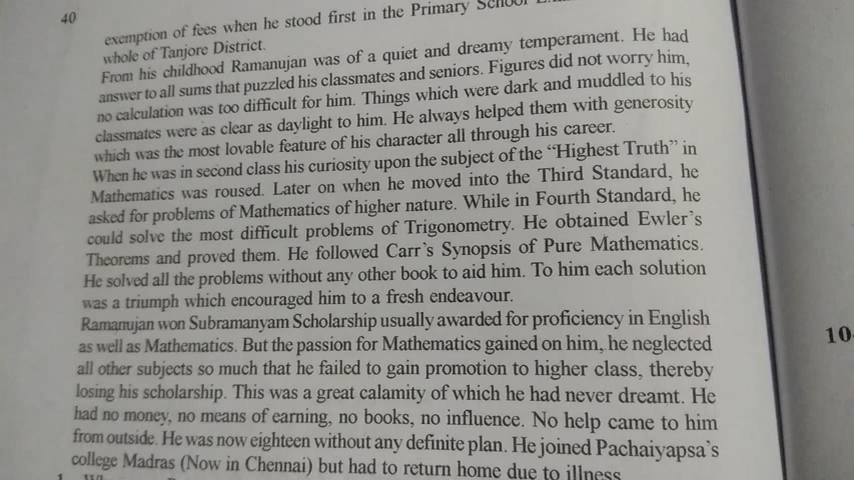 40
exemption of fees when he stood first in the Primary School
whole of Tanjore District.
From his childhood Ramanujan was of a quiet and dreamy temperament. He had
answer to all sums that puzzled his classmates and seniors. Figures did not worry him,
no calculation was too difficult for him. Things which were dark and muddled to his
classmates were as clear as daylight to him. He always helped them with generosity
which was the most lovable feature of his character all through his career.
When he was in second class his curiosity upon the subject of the “Highest Truth” in
Mathematics was roused. Later on when he moved into the Third Standard, he
asked for problems of Mathematics of higher nature. While in Fourth Standard, he
could solve the most difficult problems of Trigonometry. He obtained Ewler’s
Theorems and proved them. He followed Carr’s Synopsis of Pure Mathematics.
He solved all the problems without any other book to aid him. To him each solution
was a triumph which encouraged him to a fresh endeavour.
Ramanujan won Subramanyam Scholarship usually awarded for proficiency in English
as well as Mathematics. But the passion for Mathematics gained on him, he neglected
all other subjects so much that he failed to gain promotion to higher class, thereby
losing his scholarship. This was a great calamity of which he had never dreamt. He
had no money, no means of earning, no books, no influence. No help came to him
from outside. He was now eighteen without any definite plan. He joined Pachaiyapsa’s
college Madras (Now in Chennai) but had to return home due to illness
10